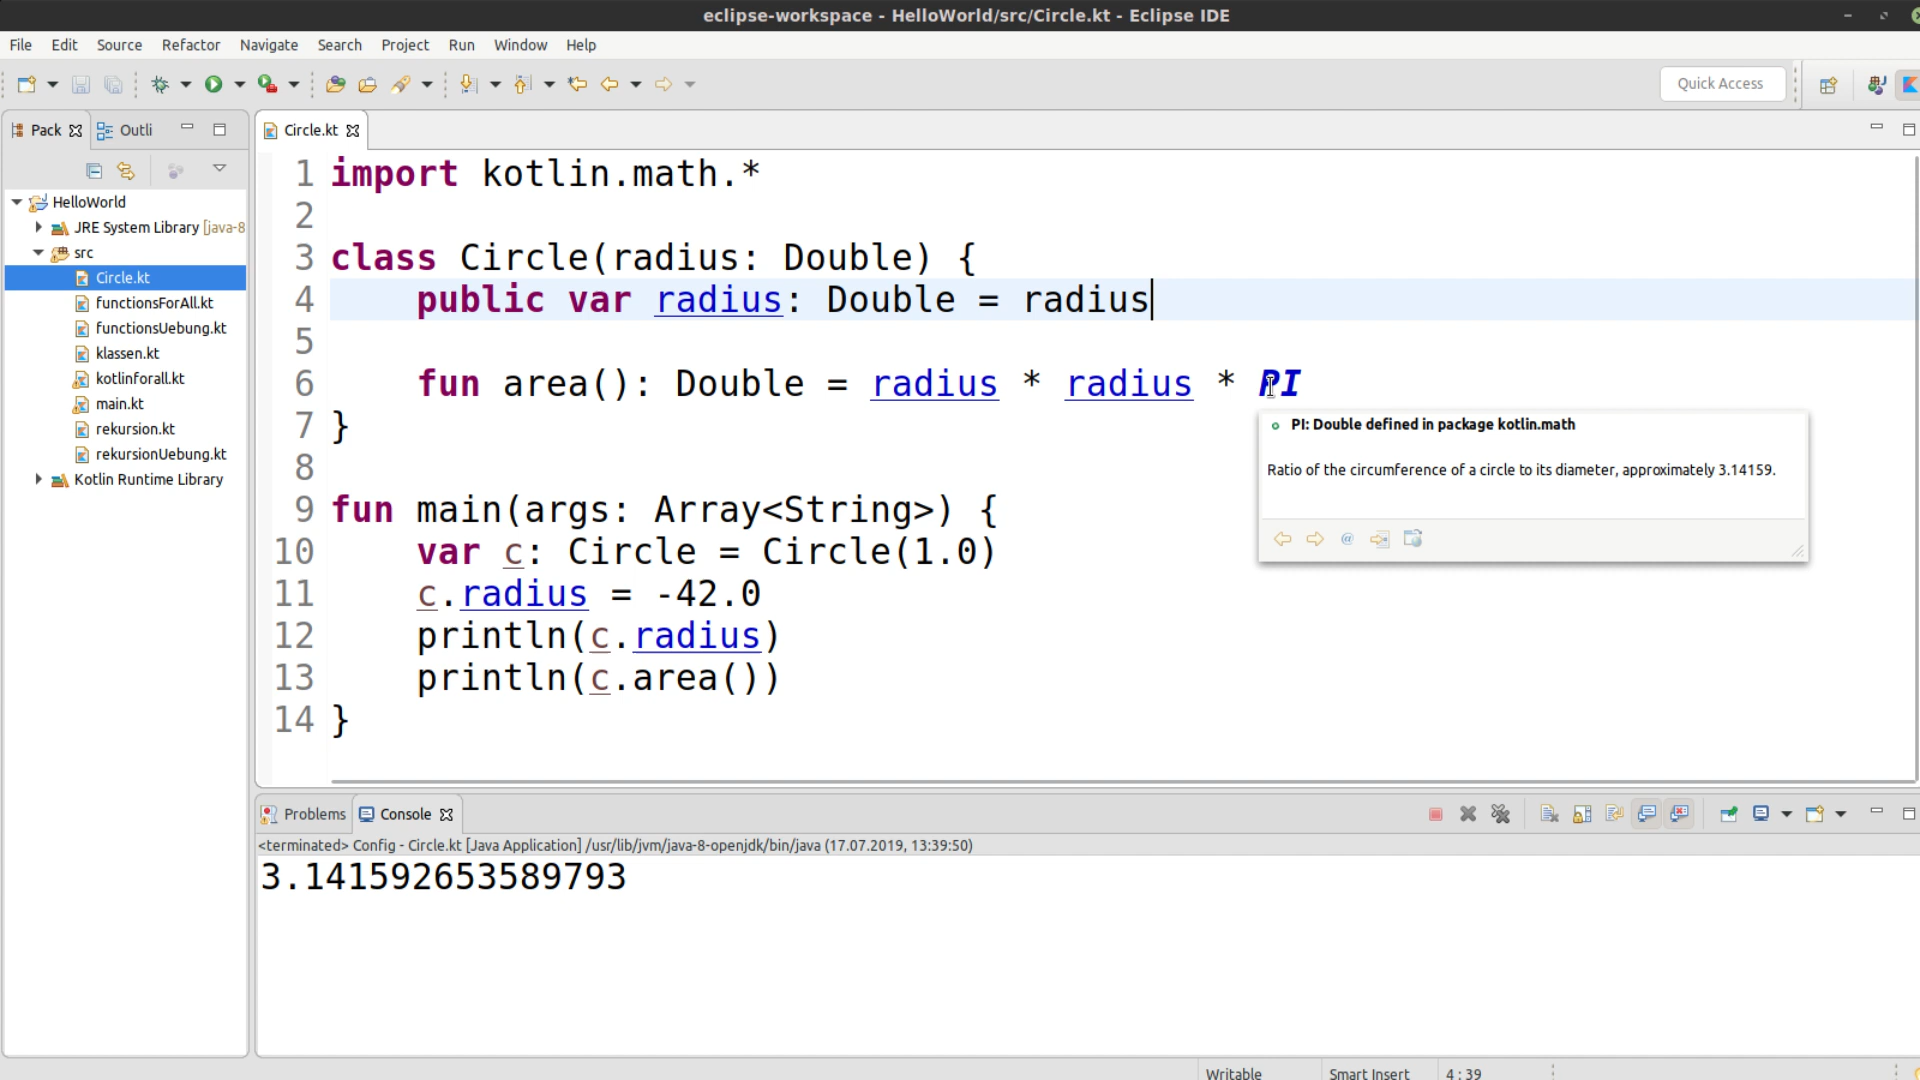 eclipse-workspace - HelloWorld/src/Circle.kt - Eclipse IDE
File Edit Source Refactor Navigate Search Project Run Window Help
Quick Access
Pack Outli
Circle.kt
HelloWorld
JRE System Library [java-8
src
Circle.kt
functionsForAll.kt
functionsUebung.kt
klassen.kt
kotlinforall.kt
main.kt
rekursion.kt
rekursionUebung.kt
Kotlin Runtime Library
1 import kotlin.math.*
2
3 class Circle(radius: Double) {
4     public var radius: Double = radius
5
6     fun area(): Double = radius * radius * PI
7 }
8
9 fun main(args: Array<String>) {
10     var c: Circle = Circle(1.0)
11     c.radius = -42.0
12     println(c.radius)
13     println(c.area())
14 }
PI: Double defined in package kotlin.math
Ratio of the circumference of a circle to its diameter, approximately 3.14159.
@
Problems Console
<terminated> Config - Circle.kt [Java Application] /usr/lib/jvm/java-8-openjdk/bin/java (17.07.2019, 13:39:50)
3.141592653589793
Writable Smart Insert 4 : 39